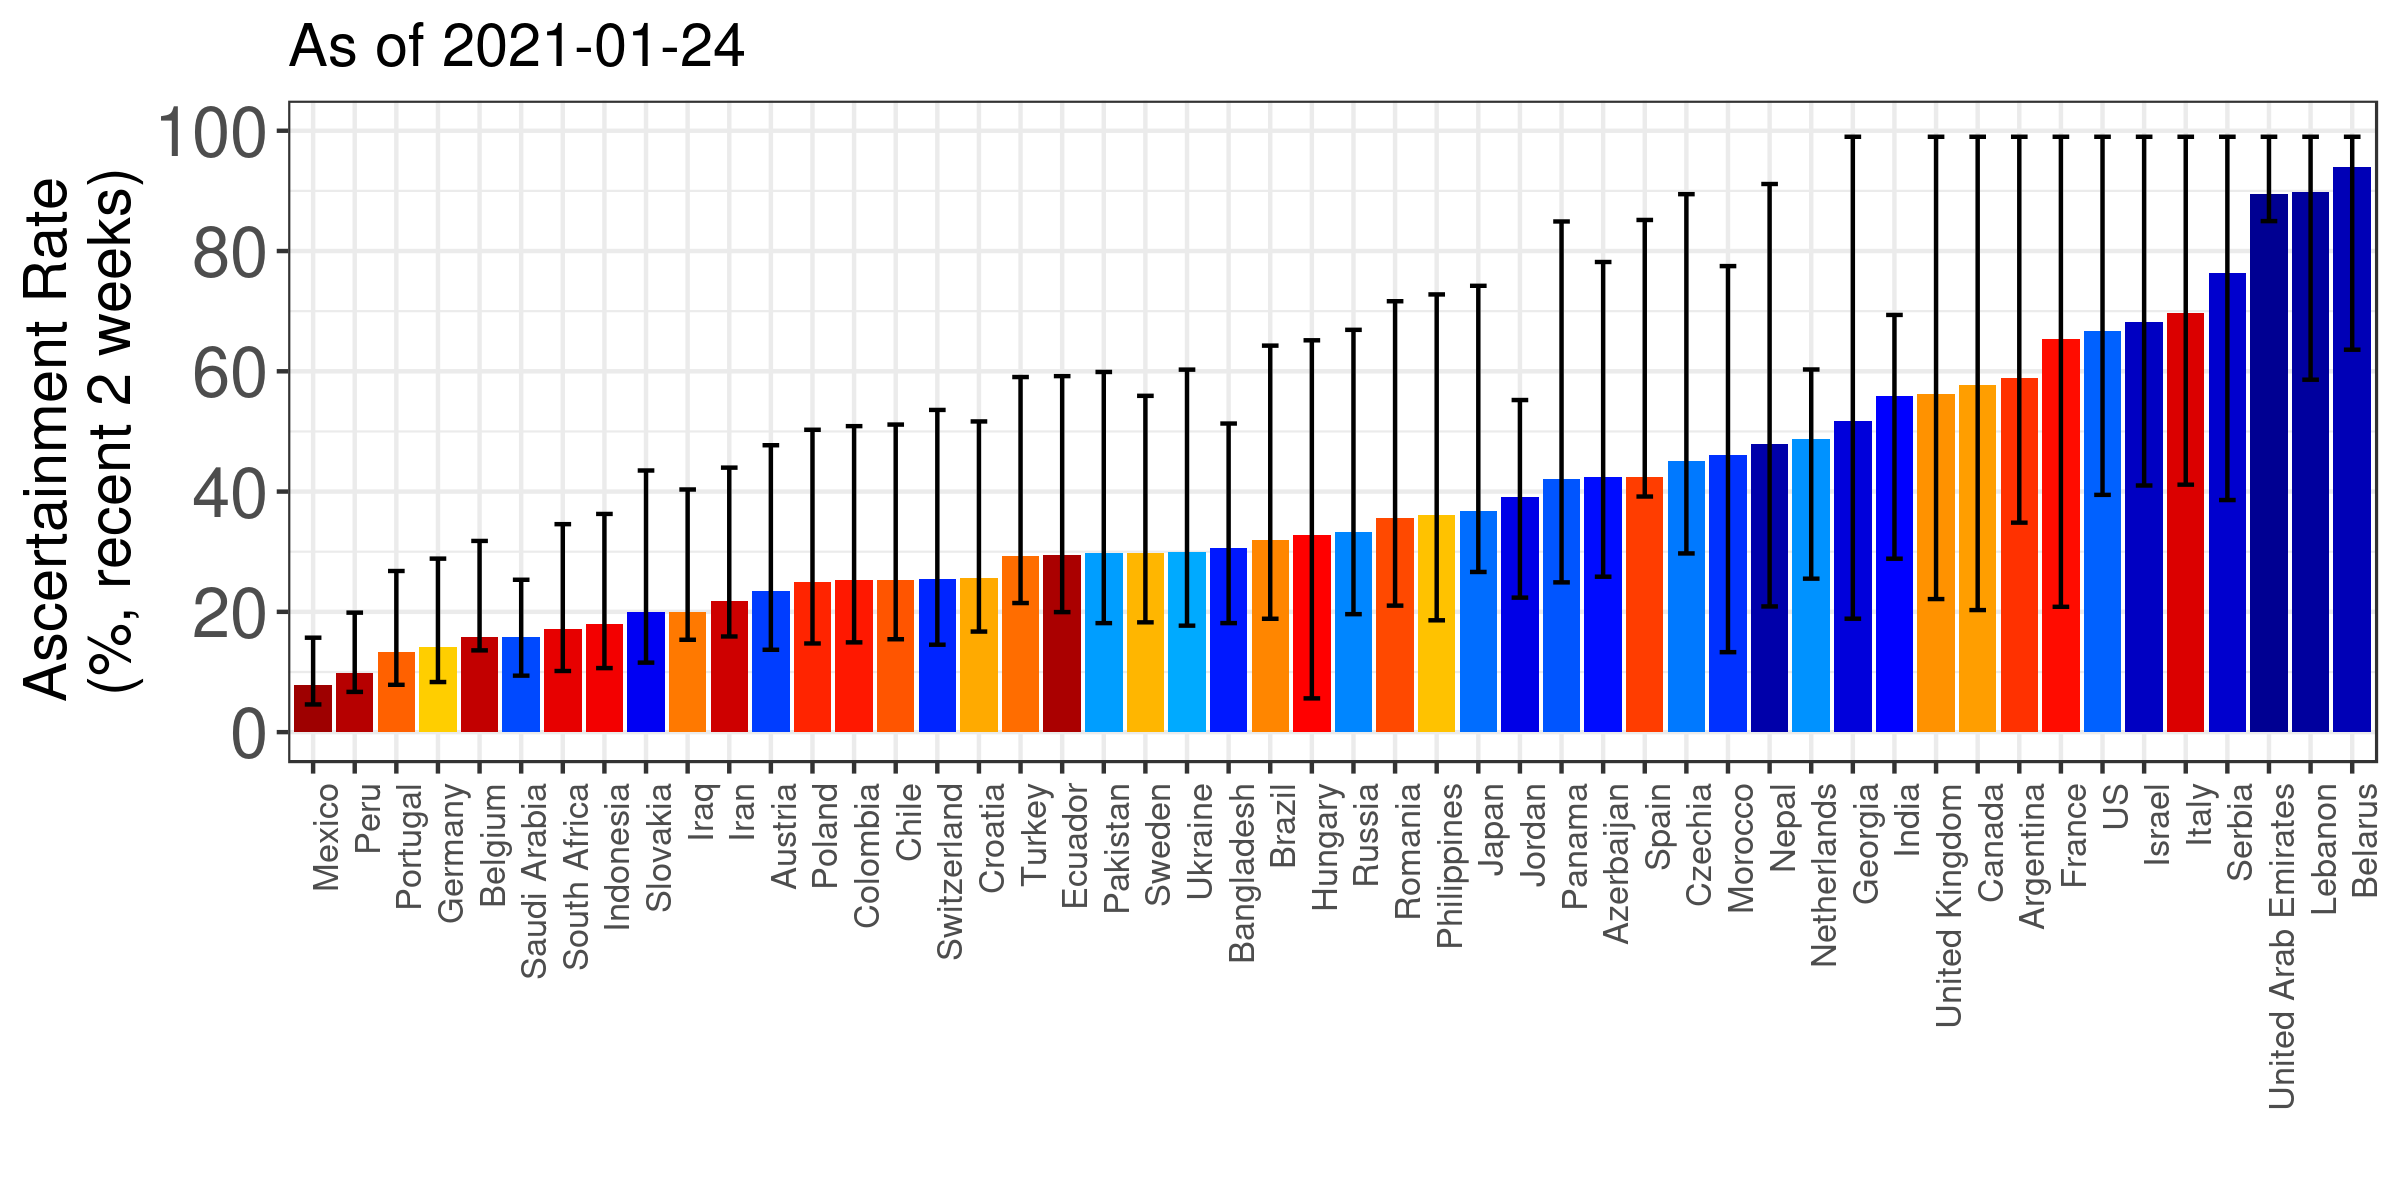 As of 2021-01-24
Ascertainment Rate
(%, recent 2 weeks)
100
80
60
40
20
0
Mexico
Peru
Portugal
Germany
Belgium
Saudi Arabia
South Africa
Indonesia
Slovakia
Iraq
Iran
Austria
Poland
Colombia
Chile
Switzerland
Croatia
Turkey
Ecuador
Pakistan
Sweden
Ukraine
Bangladesh
Brazil
Hungary
Russia
Romania
Philippines
Japan
Jordan
Panama
Azerbaijan
Spain
Czechia
Morocco
Nepal
Netherlands
Georgia
India
United Kingdom
Canada
Argentina
France
US
Israel
Italy
Serbia
United Arab Emirates
Lebanon
Belarus